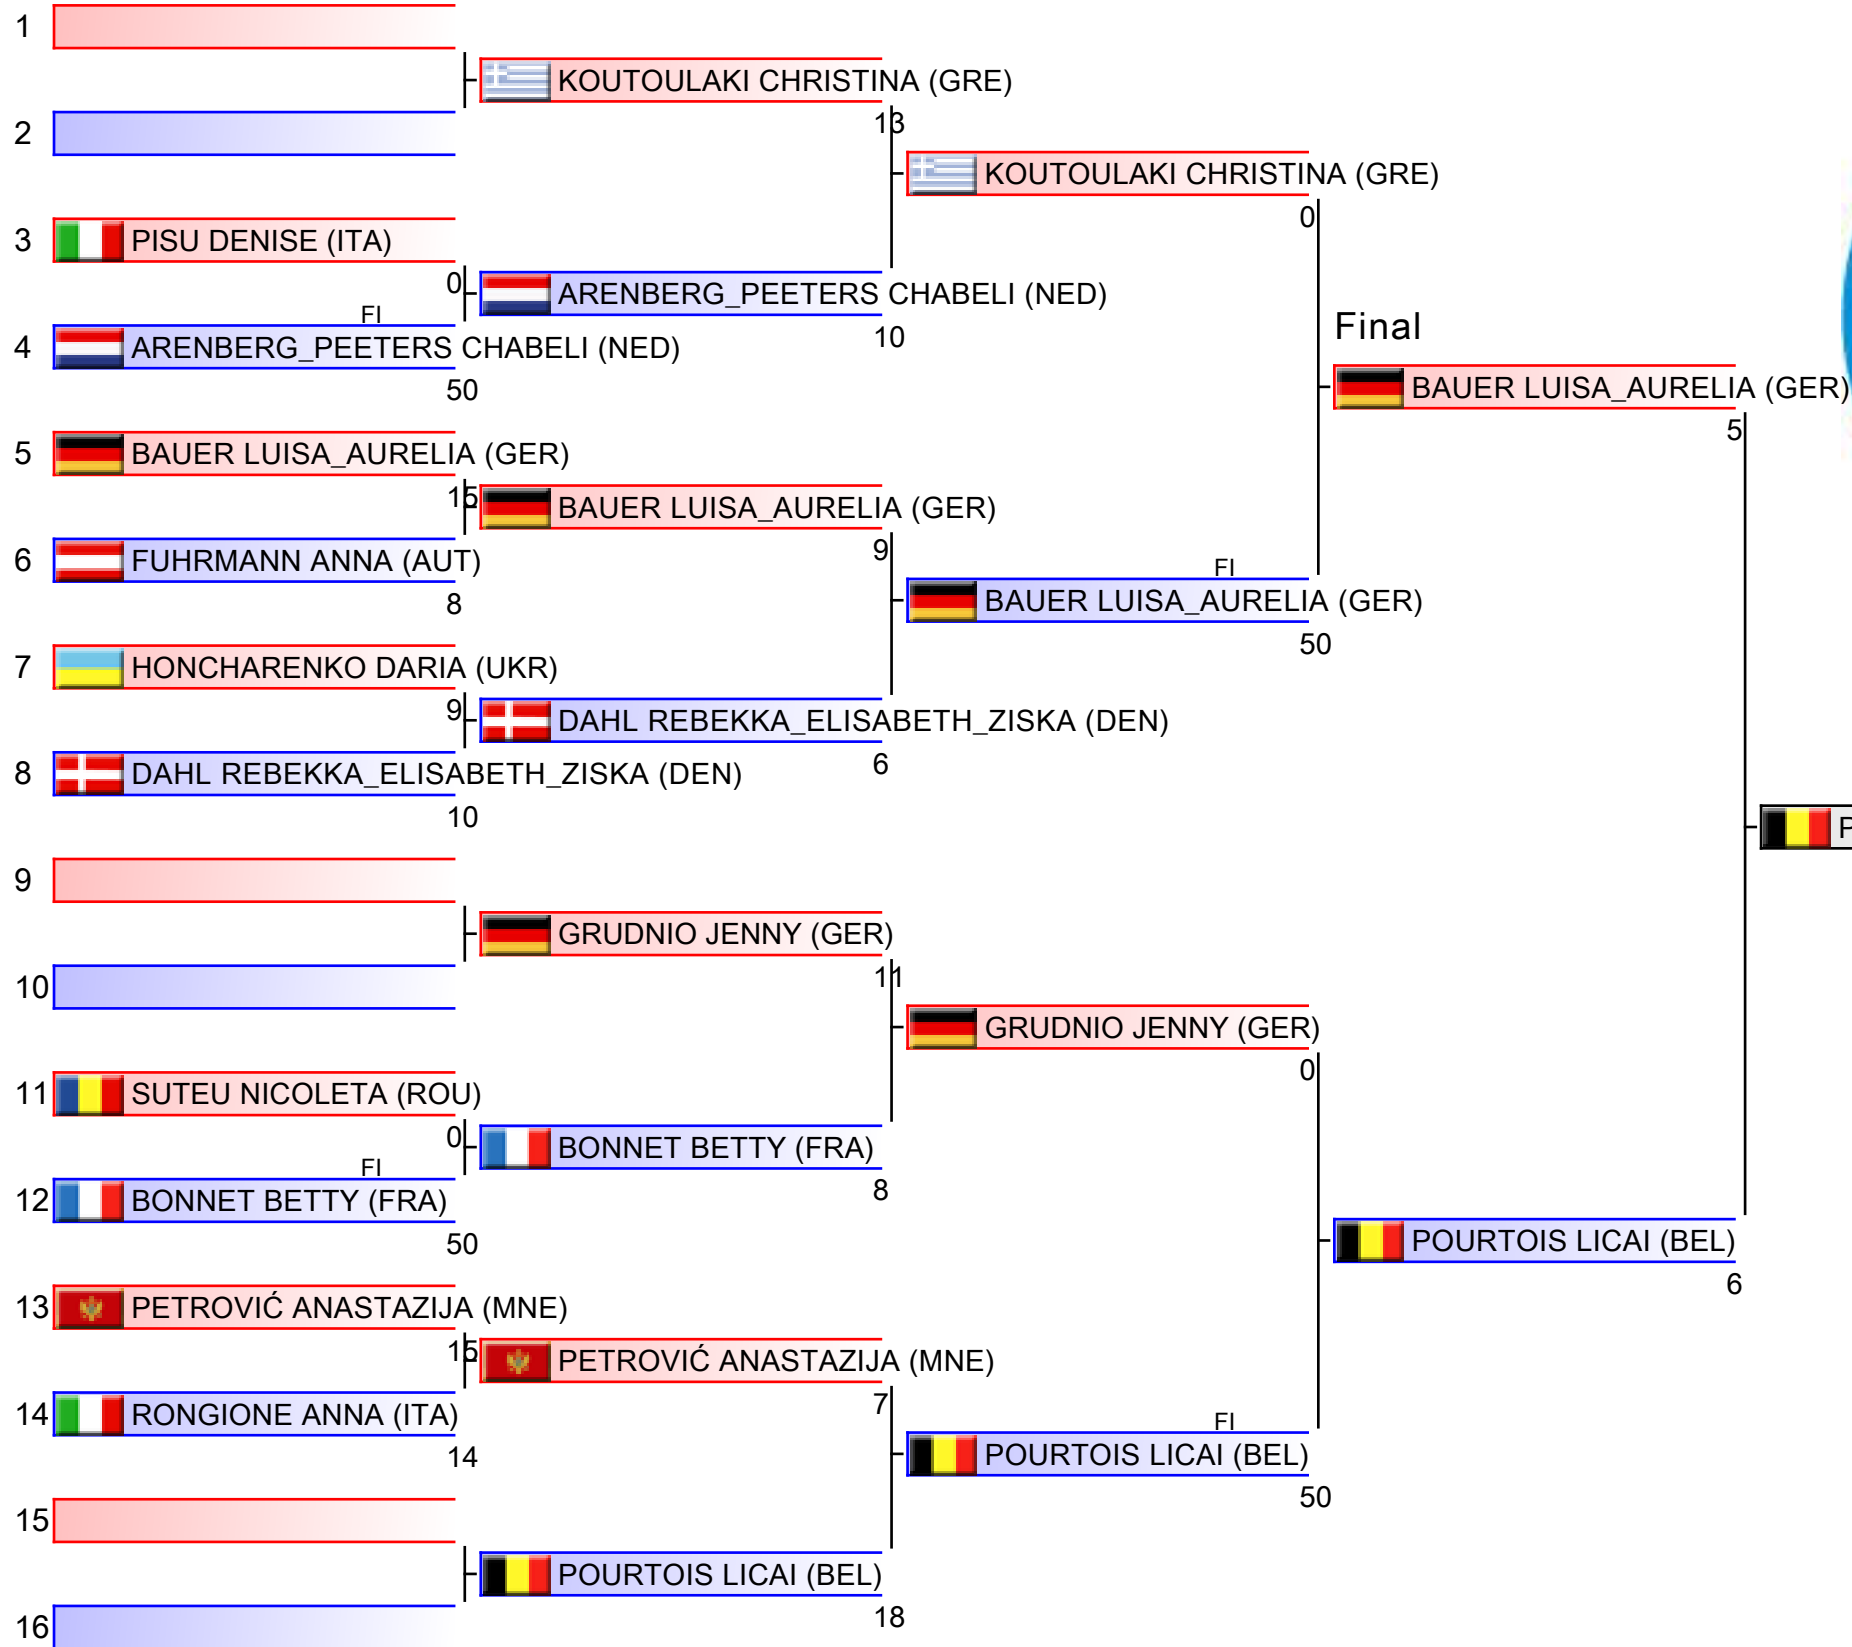 1
KOUTOULAKI CHRISTINA (GRE)
2
13
KOUTOULAKI CHRISTINA (GRE)
0
3 PISU DENISE (ITA)
0
ARENBERG_PEETERS CHABELI (NED)
FI
10
Final
4 ARENBERG_PEETERS CHABELI (NED)
50
BAUER LUISA_AURELIA (GER)
5
5 BAUER LUISA_AURELIA (GER)
15
BAUER LUISA_AURELIA (GER)
9
6 FUHRMANN ANNA (AUT)
8
FI
BAUER LUISA_AURELIA (GER)
50
7 HONCHARENKO DARIA (UKR)
9
DAHL REBEKKA_ELISABETH_ZISKA (DEN)
6
8 DAHL REBEKKA_ELISABETH_ZISKA (DEN)
10
P
9
GRUDNIO JENNY (GER)
11
10
GRUDNIO JENNY (GER)
0
11 SUTEU NICOLETA (ROU)
0
BONNET BETTY (FRA)
FI
8
12 BONNET BETTY (FRA)
50
POURTOIS LICAI (BEL)
6
13 PETROVIĆ ANASTAZIJA (MNE)
15
PETROVIĆ ANASTAZIJA (MNE)
7
14 RONGIONE ANNA (ITA)
14
FI
POURTOIS LICAI (BEL)
50
15
POURTOIS LICAI (BEL)
18
16